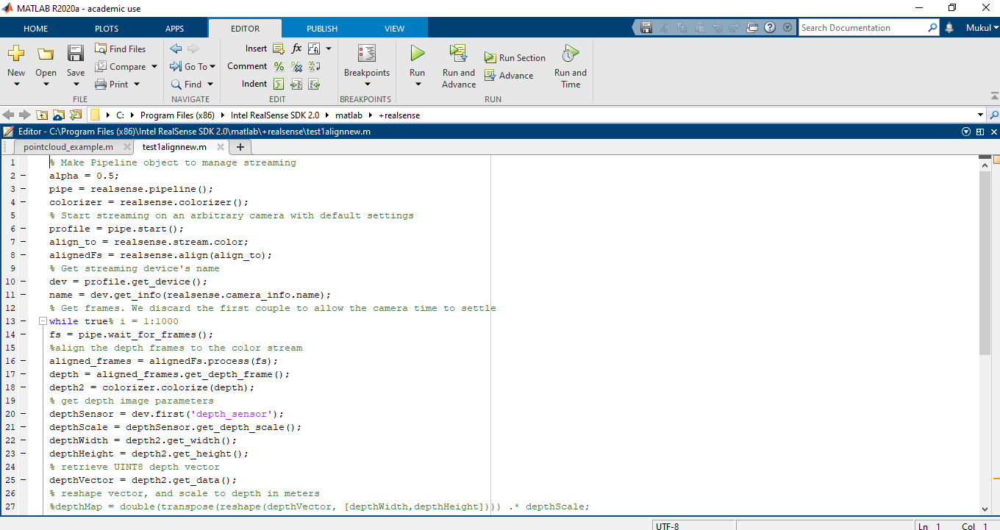 MATLAB R2020a - academic use
HOME PLOTS APPS EDITOR PUBLISH VIEW Search Documentation Mukul
New Open Save Find Files Compare Print
FILE
Go To Find
NAVIGATE
Insert fx
Comment
Indent
EDIT
Breakpoints
BREAKPOINTS
Run Run and Advance Run Section Advance Run and Time
RUN
C: Program Files (x86) Intel RealSense SDK 2.0 matlab +realsense
Editor - C:\Program Files (x86)\Intel RealSense SDK 2.0\matlab\+realsense\test1alignnew.m
pointcloud_example.m test1alignnew.m
1 % Make Pipeline object to manage streaming
2 alpha = 0.5;
3 pipe = realsense.pipeline();
4 colorizer = realsense.colorizer();
5 % Start streaming on an arbitrary camera with default settings
6 profile = pipe.start();
7 align_to = realsense.stream.color;
8 alignedFs = realsense.align(align_to);
9 % Get streaming device's name
10 dev = profile.get_device();
11 name = dev.get_info(realsense.camera_info.name);
12 % Get frames. We discard the first couple to allow the camera time to settle
13 while true% i = 1:1000
14 fs = pipe.wait_for_frames();
15 %align the depth frames to the color stream
16 aligned_frames = alignedFs.process(fs);
17 depth = aligned_frames.get_depth_frame();
18 depth2 = colorizer.colorize(depth);
19 % get depth image parameters
20 depthSensor = dev.first('depth_sensor');
21 depthScale = depthSensor.get_depth_scale();
22 depthWidth = depth2.get_width();
23 depthHeight = depth2.get_height();
24 % retrieve UINT8 depth vector
25 depthVector = depth2.get_data();
26 % reshape vector, and scale to depth in meters
27 %depthMap = double(transpose(reshape(depthVector, [depthWidth,depthHeight]))) .* depthScale;
UTF-8 Ln 1 Col 1